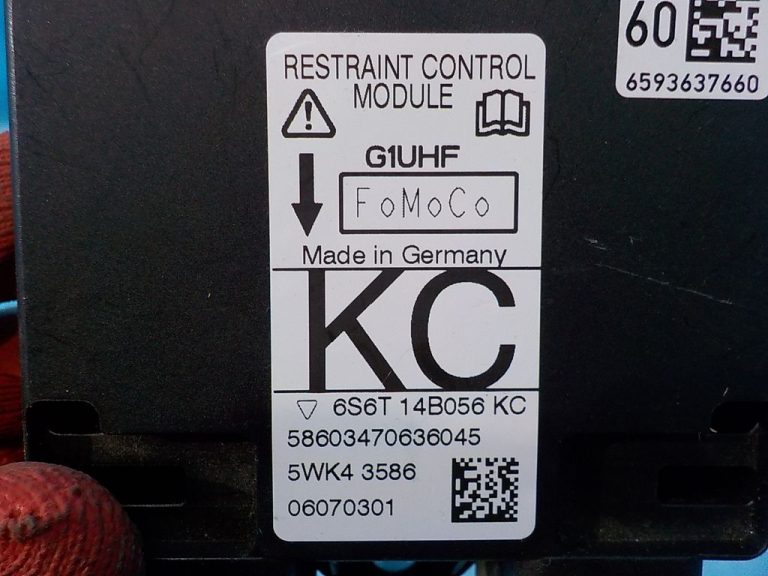 60
6593637660
RESTRAINT CONTROL
MODULE
G1UHF
FoMoCo
Made in Germany
KC
6S6T 14B056 KC
58603470636045
5WK4 3586
06070301